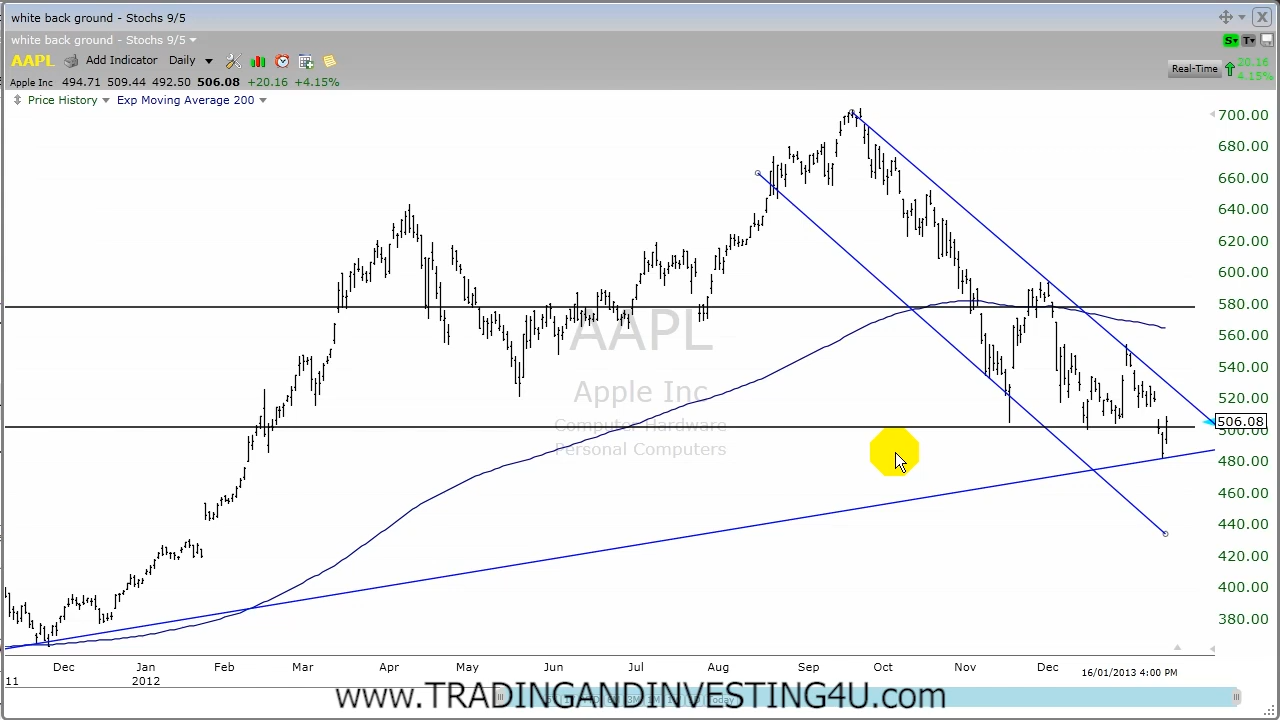 white back ground - Stochs 9/5
white back ground - Stochs 9/5
S T
AAPL Add Indicator Daily
20.16
Real-Time
4.15%
Apple Inc 494.71 509.44 492.50 506.08 +20.16 +4.15%
Price History Exp Moving Average 200
700.00
680.00
660.00
640.00
620.00
600.00
580.00
560.00
540.00
520.00
506.08
500.00
480.00
460.00
440.00
420.00
400.00
380.00
AAPL
Apple Inc
Computer Hardware
Personal Computers
Dec Jan Feb Mar Apr May Jun Jul Aug Sep Oct Nov Dec
16/01/2013 4:00 PM
11 2012
www.TRADINGANDINVESTING4U.com